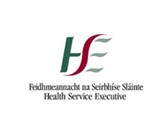 HSE
Feidhmeannacht na Seirbhíse Sláinte
Health Service Executive